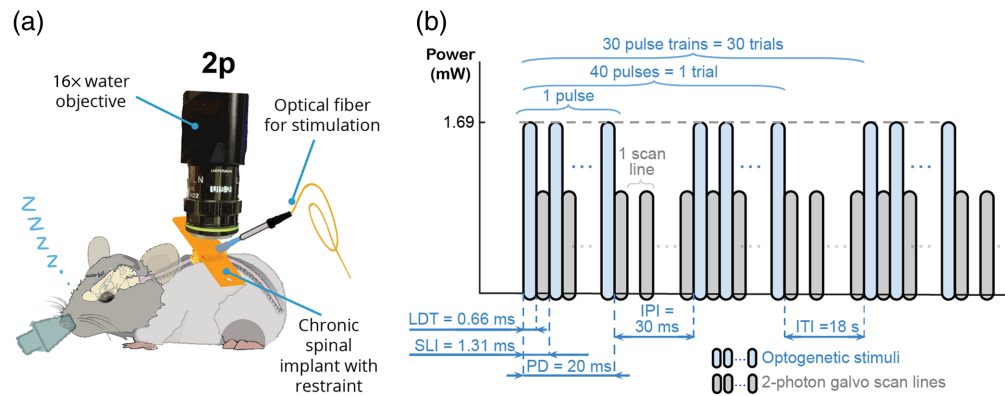 (a)
2p
16× water
objective
Optical fiber
for stimulation
Z Z Z Z .
Chronic
spinal
implant with
restraint
(b)
Power
(mW)
30 pulse trains = 30 trials
40 pulses = 1 trial
1 pulse
1.69
1 scan
line
LDT = 0.66 ms
SLI = 1.31 ms
PD = 20 ms
IPI =
30 ms
ITI =18 s
Optogenetic stimuli
2-photon galvo scan lines